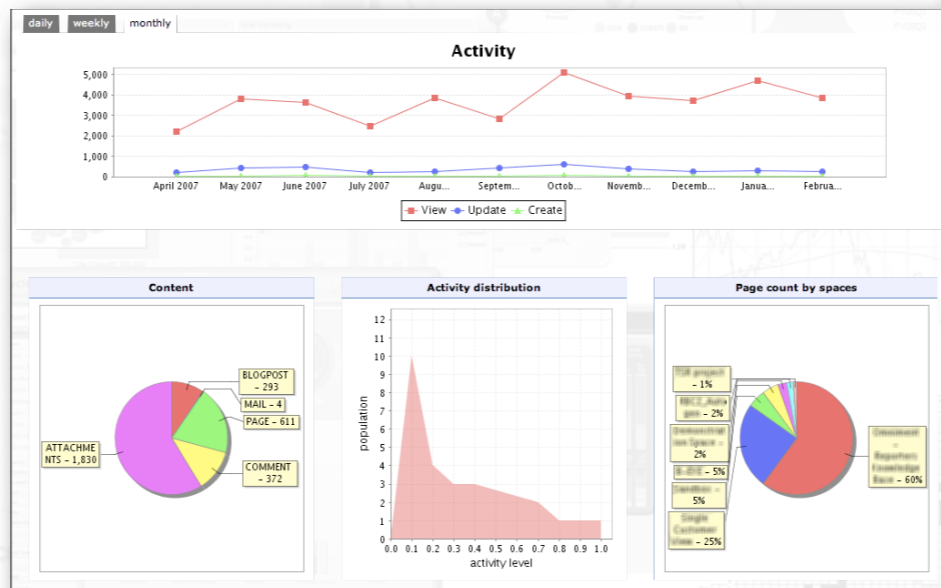 daily weekly monthly
Activity
5,000
4,000
3,000
2,000
1,000
0
April 2007 May 2007 June 2007 July 2007 Augu... Septem... Octob... Novemb... Decemb... Janua... Februa...
View Update Create
Content
BLOGPOST
- 293
MAIL - 4
PAGE - 611
ATTACHME
NTS - 1,830
COMMENT
- 372
Activity distribution
12
11
10
9
8
7
6
5
4
3
2
1
0
population
0.0 0.1 0.2 0.3 0.4 0.5 0.6 0.7 0.8 0.9 1.0
activity level
Page count by spaces
- 1%
- 2%
2%
- 5%
5%
- 25%
- 60%